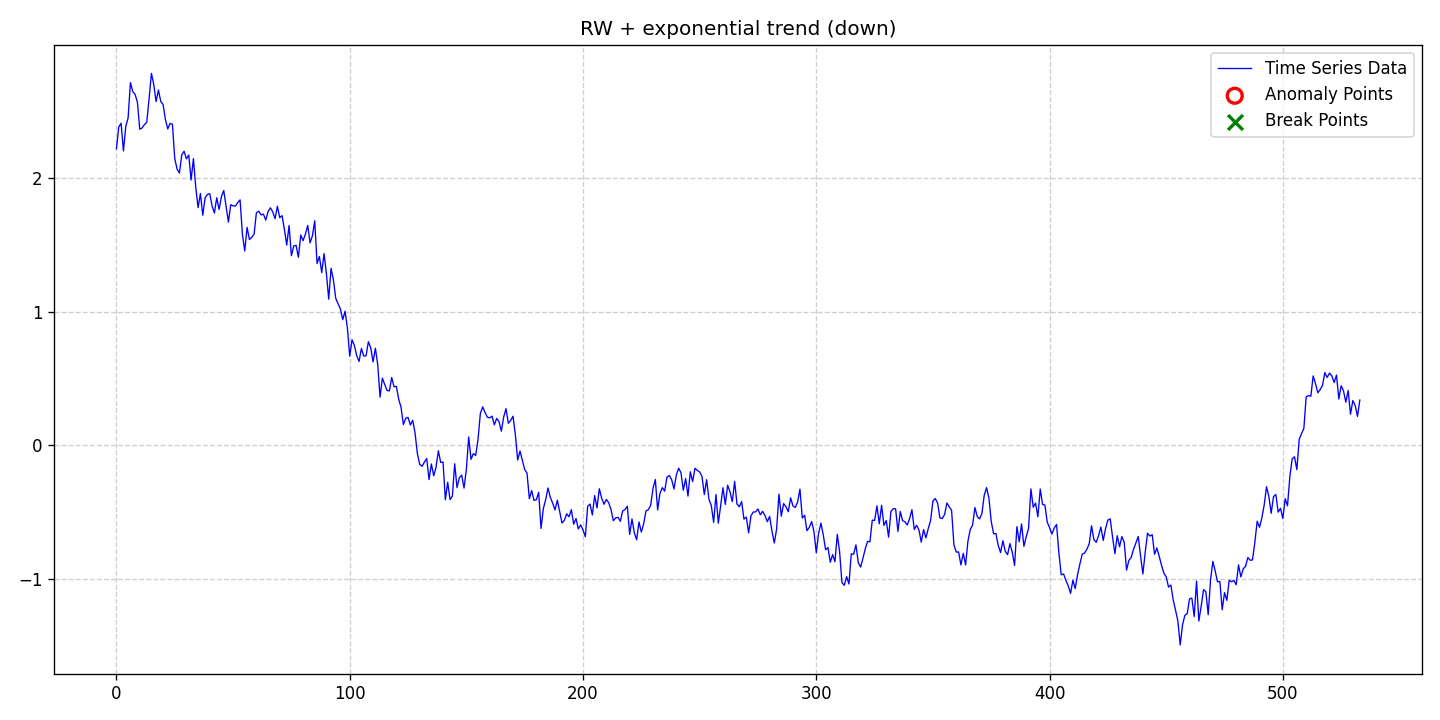 RW + exponential trend (down)
Time Series Data
Anomaly Points
Break Points
2
1
0
−1
0 100 200 300 400 500